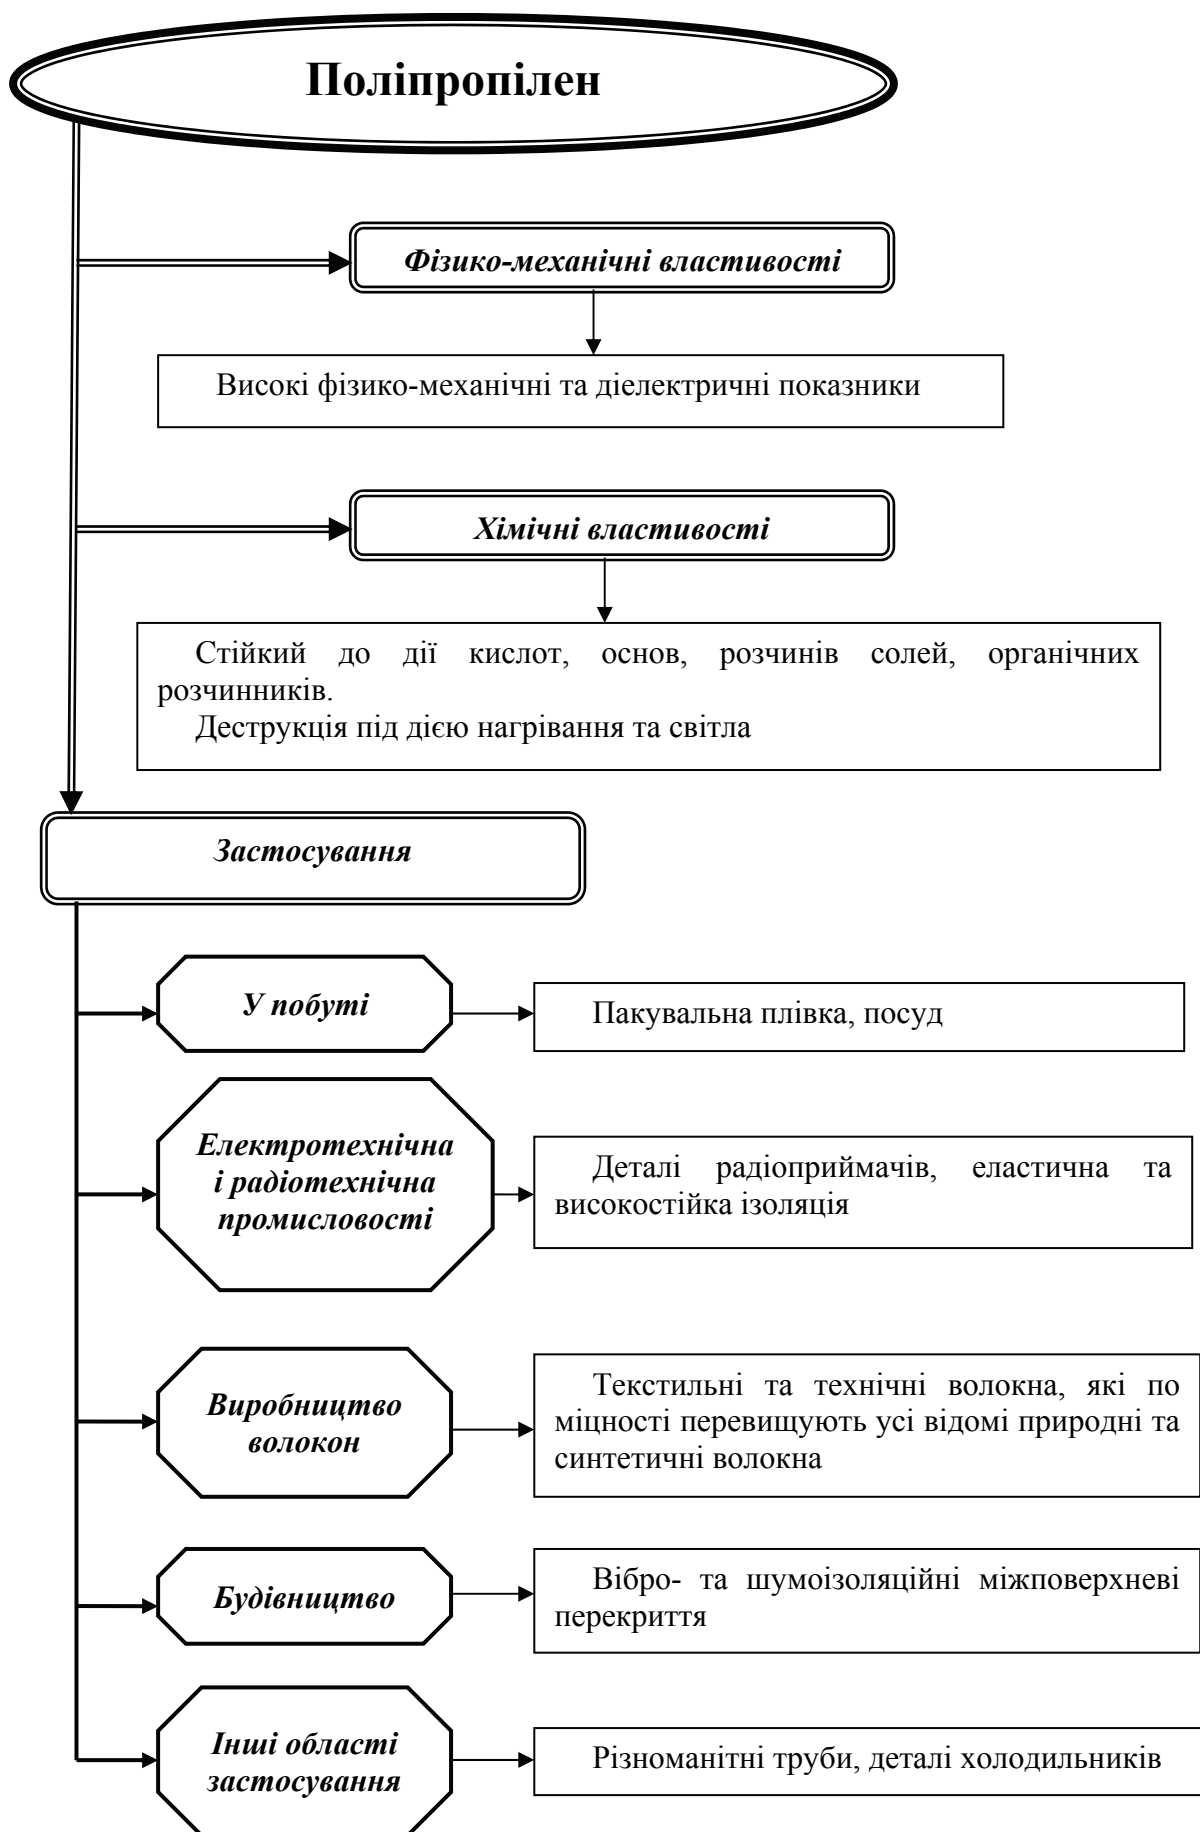 Поліпропілен
Фізико-механічні властивості
Високі фізико-механічні та діелектричні показники
Хімічні властивості
Стійкий до дії кислот, основ, розчинів солей, органічних
розчинників.
Деструкція під дією нагрівання та світла
Застосування
У побуті
Пакувальна плівка, посуд
Електротехнічна
і радіотехнічна
промисловості
Деталі радіоприймачів, еластична та
високостійка ізоляція
Виробництво
волокон
Текстильні та технічні волокна, які по
міцності перевищують усі відомі природні та
синтетичні волокна
Будівництво
Вібро- та шумоізоляційні міжповерхневі
перекриття
Інші області
застосування
Різноманітні труби, деталі холодильників